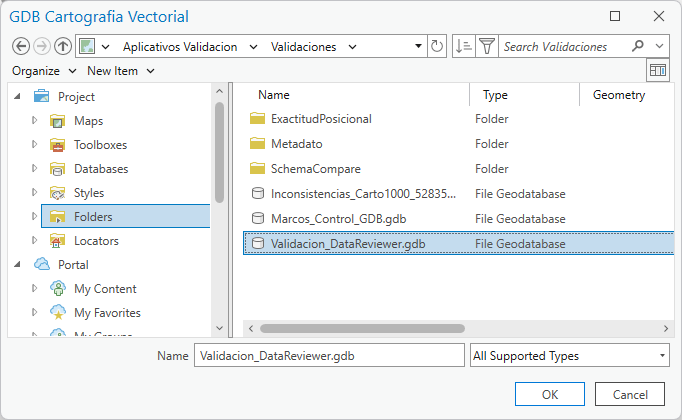 GDB Cartografia Vectorial
Aplicativos Validacion Validaciones Search Validaciones
Organize New Item
Project
Maps
Toolboxes
Databases
Styles
Folders
Locators
Portal
My Content
My Favorites
My Groups
Name Type Geometry
ExactitudPosicional Folder
Metadato Folder
SchemaCompare Folder
Inconsistencias_Carto1000_52835... File Geodatabase
Marcos_Control_GDB.gdb File Geodatabase
Validacion_DataReviewer.gdb File Geodatabase
Name Validacion_DataReviewer.gdb All Supported Types
OK Cancel